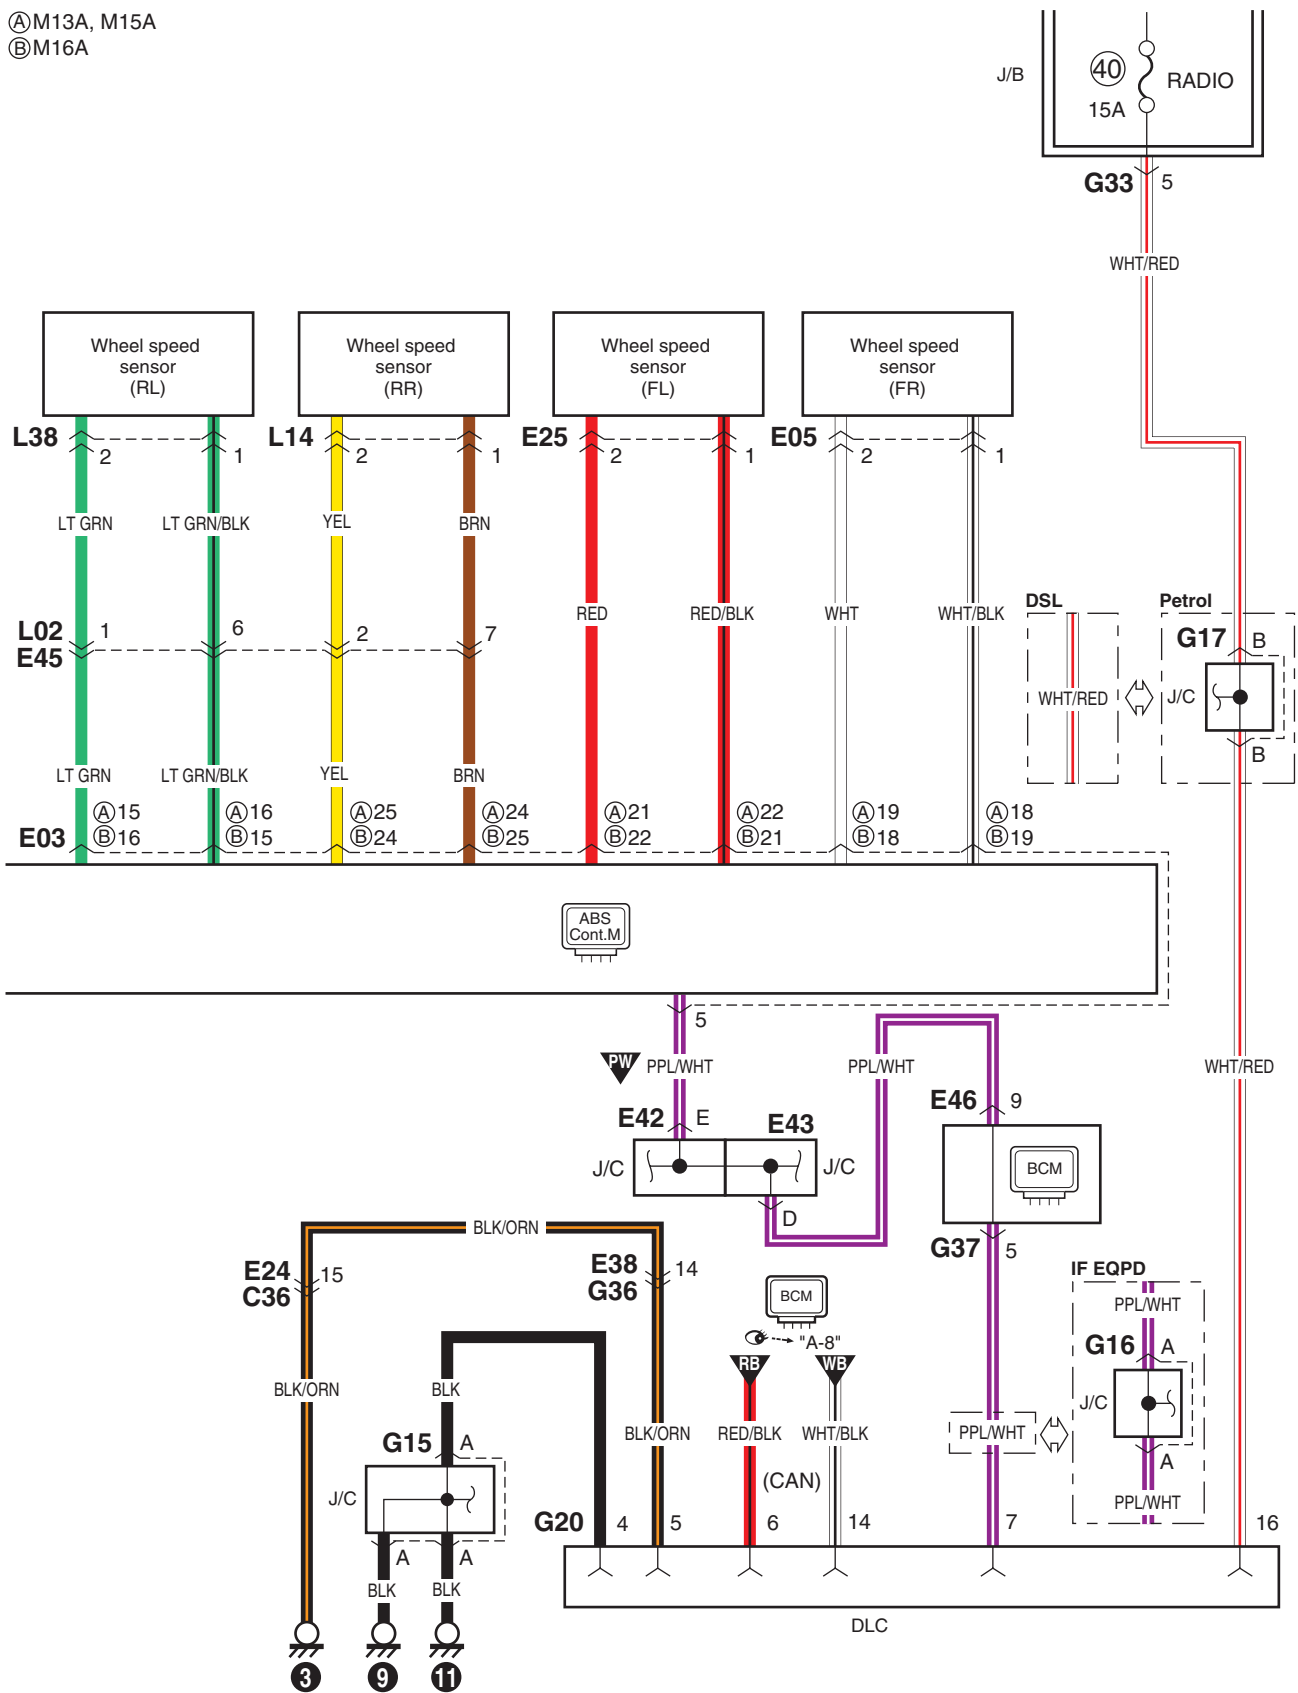 ⒶM13A, M15A
ⒷM16A
J/B
40
15A
RADIO
G33 5
WHT/RED
Wheel speed
sensor
(RL)
Wheel speed
sensor
(RR)
Wheel speed
sensor
(FL)
Wheel speed
sensor
(FR)
L38 2 1
L14 2 1
E25 2 1
E05 2 1
LT GRN LT GRN/BLK YEL BRN
RED RED/BLK WHT WHT/BLK
DSL
WHT/RED
Petrol
G17 B
J/C
B
L02 1 6 2 7
E45
LT GRN LT GRN/BLK YEL BRN
Ⓐ15 Ⓐ16 Ⓐ25 Ⓐ24 Ⓐ21 Ⓐ22 Ⓐ19 Ⓐ18
E03 Ⓑ16 Ⓑ15 Ⓑ24 Ⓑ25 Ⓑ22 Ⓑ21 Ⓑ18 Ⓑ19
ABS
Cont.M
5
PW PPL/WHT PPL/WHT WHT/RED
E42 E E43
J/C J/C
D
E46 9
BCM
G37 5
BLK/ORN
E24 15
C36
E38 14
G36
BCM
"A-8"
RB WB
IF EQPD
PPL/WHT
G16 A
J/C
A
PPL/WHT
BLK/ORN BLK
BLK/ORN RED/BLK WHT/BLK PPL/WHT
(CAN)
G15 A
J/C
A A
BLK BLK
G20 4 5 6 14 7 16
DLC
3 9 11